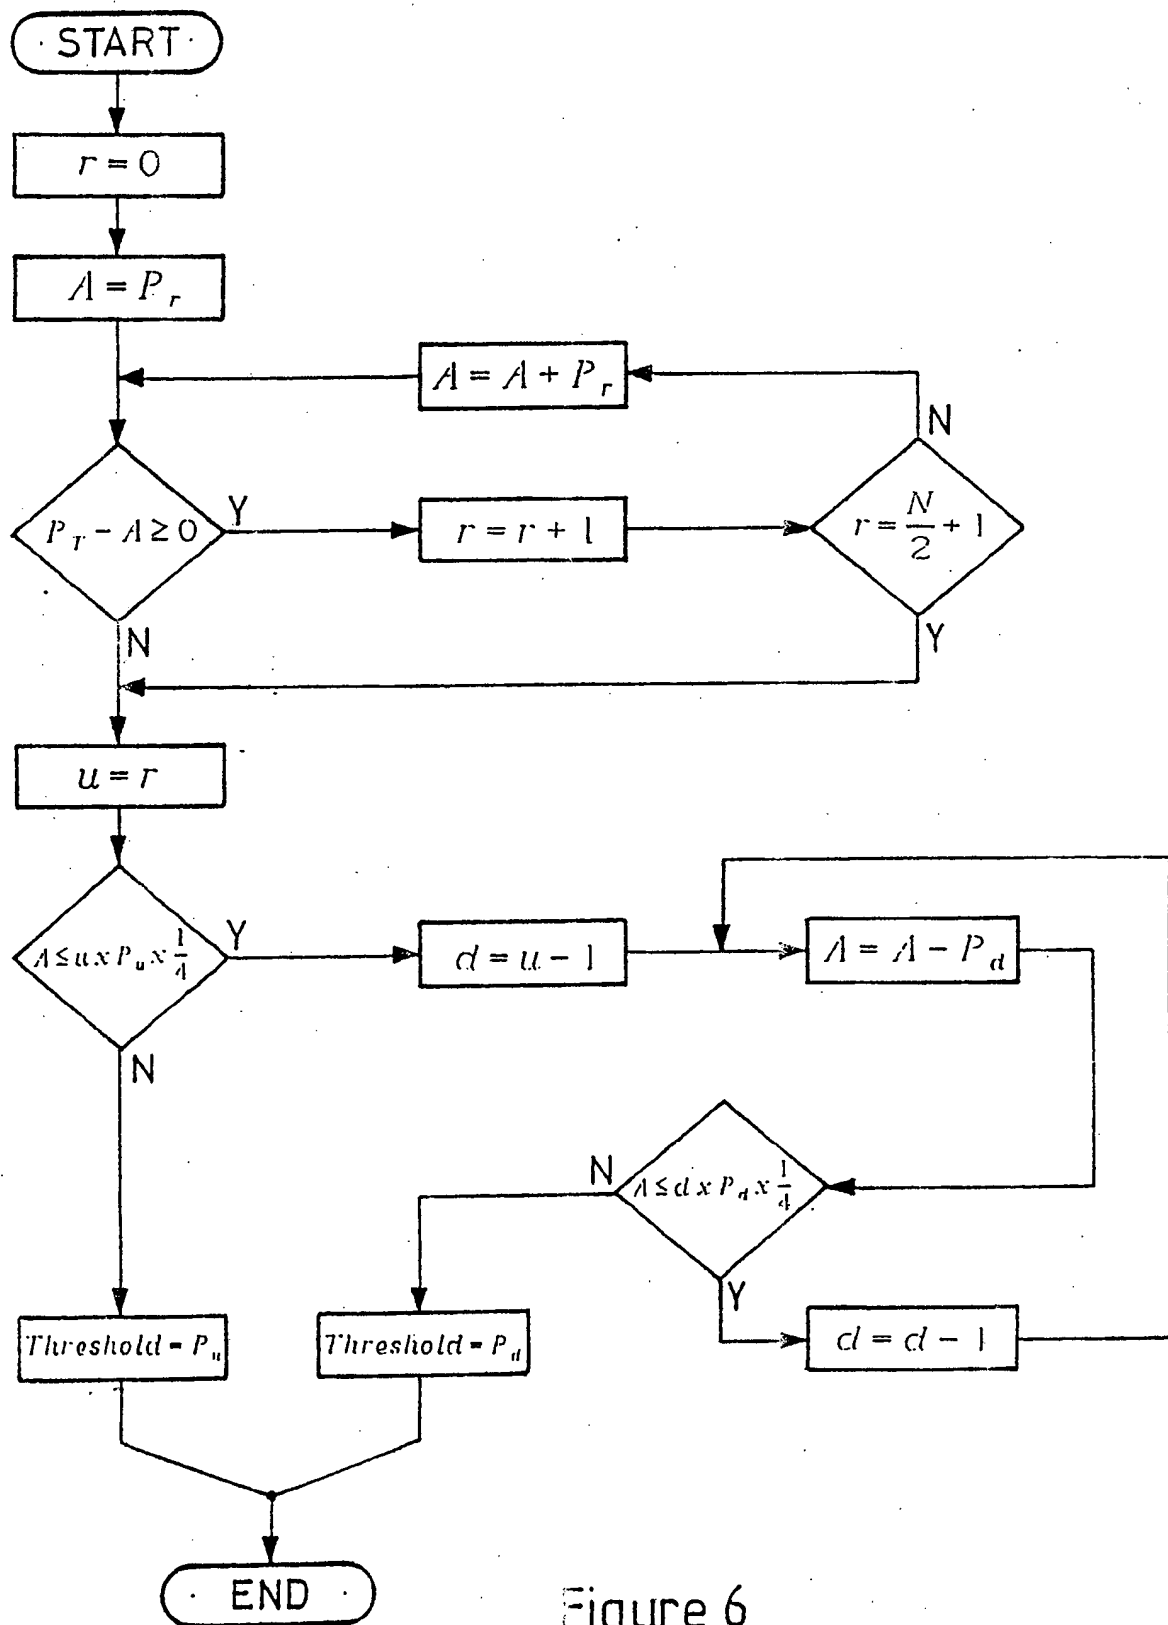 START
r = 0
A = P_r
A = A + P_r
N
P_r − A ≥ 0
Y
r = r + 1
r = N/2 + 1
N
Y
u = r
A ≤ u x P_u x 1/4
Y
d = u − 1
A = A − P_d
N
N
A ≤ d x P_d x 1/4
Y
Threshold = P_u
Threshold = P_d
d = d − 1
END
Figure 6